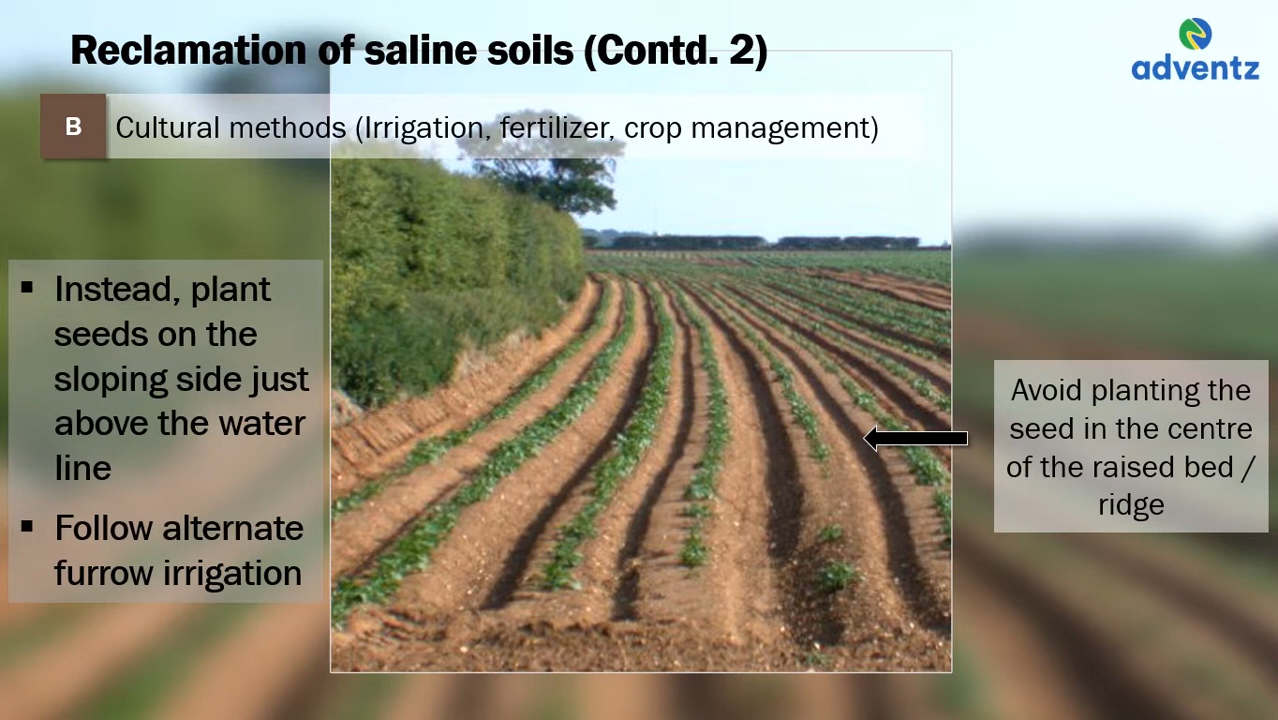 Reclamation of saline soils (Contd. 2)
adventz
B
Cultural methods (Irrigation, fertilizer, crop management)
▪ Instead, plant
seeds on the
sloping side just
above the water
line
▪ Follow alternate
furrow irrigation
Avoid planting the
seed in the centre
of the raised bed /
ridge